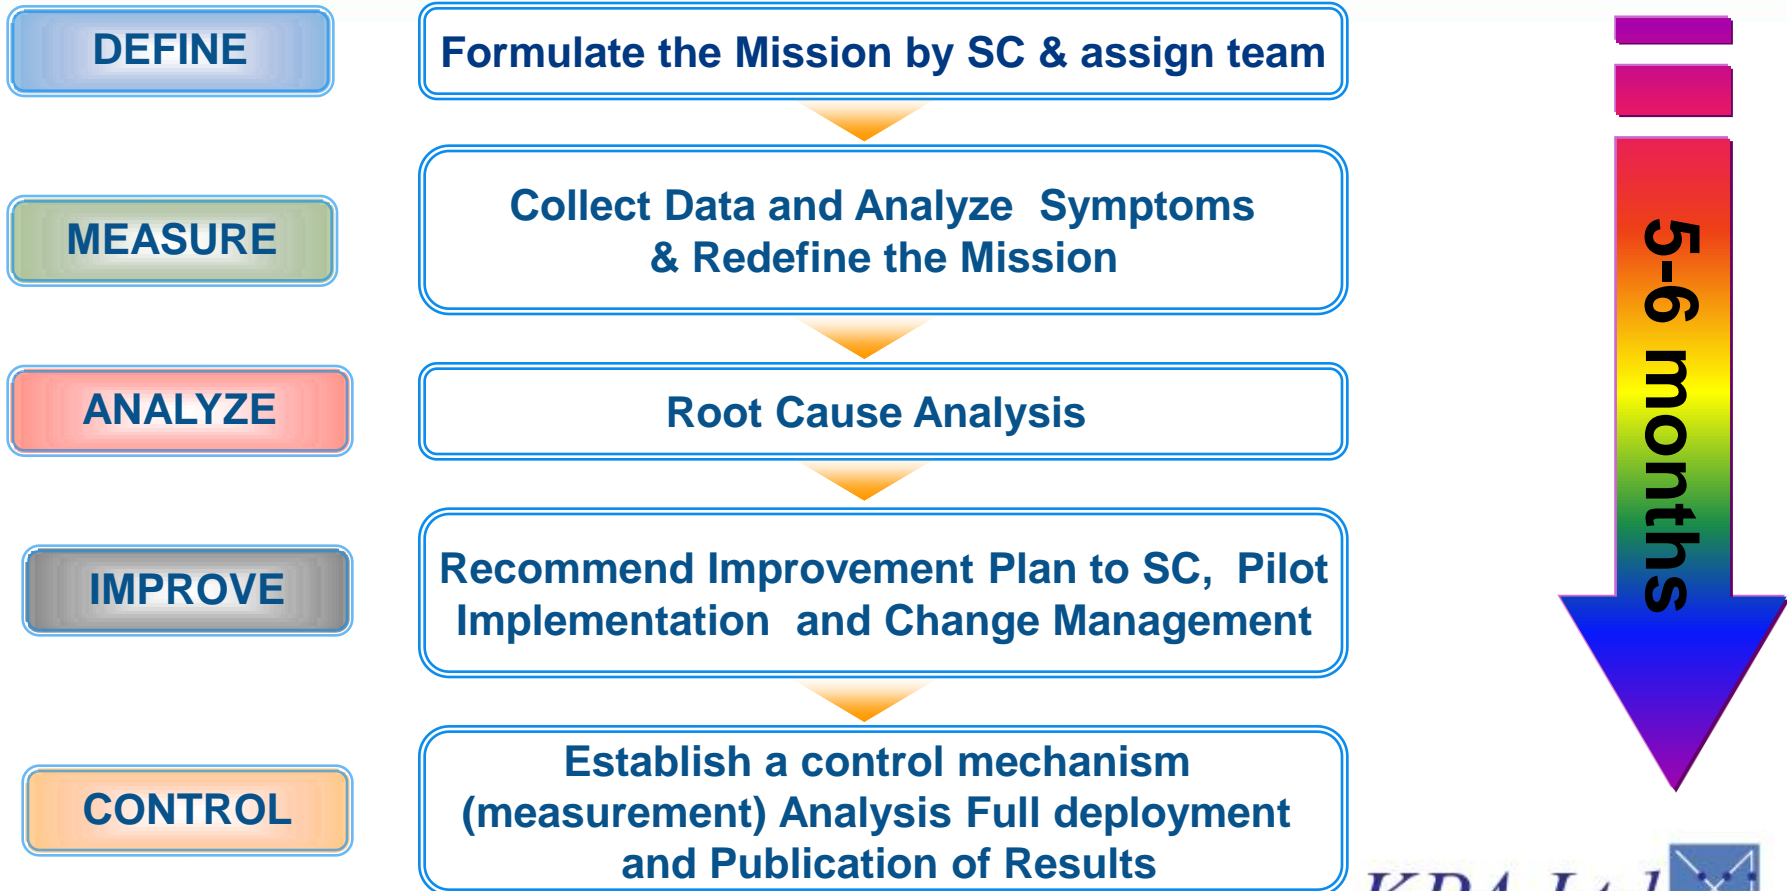 DEFINE
Formulate the Mission by SC & assign team
MEASURE
Collect Data and Analyze Symptoms
& Redefine the Mission
ANALYZE
Root Cause Analysis
IMPROVE
Recommend Improvement Plan to SC, Pilot
Implementation and Change Management
CONTROL
Establish a control mechanism
(measurement) Analysis Full deployment
and Publication of Results
5-6 months
KPA Ltd